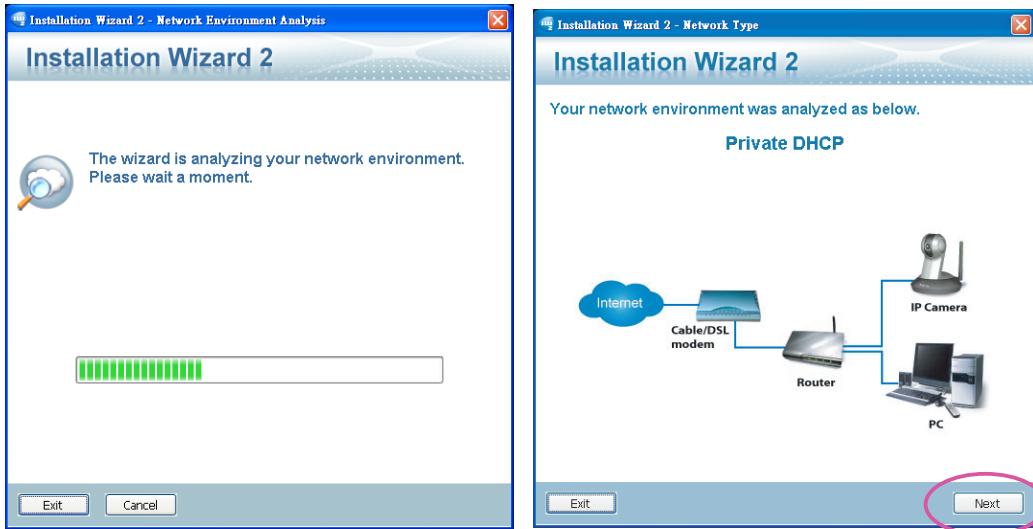 Installation Wizard 2 - Network Environment Analysis
Installation Wizard 2
The wizard is analyzing your network environment.
Please wait a moment.
Exit
Cancel
Installation Wizard 2 - Network Type
Installation Wizard 2
Your network environment was analyzed as below.
Private DHCP
Internet
Cable/DSL
modem
Router
IP Camera
PC
Exit
Next